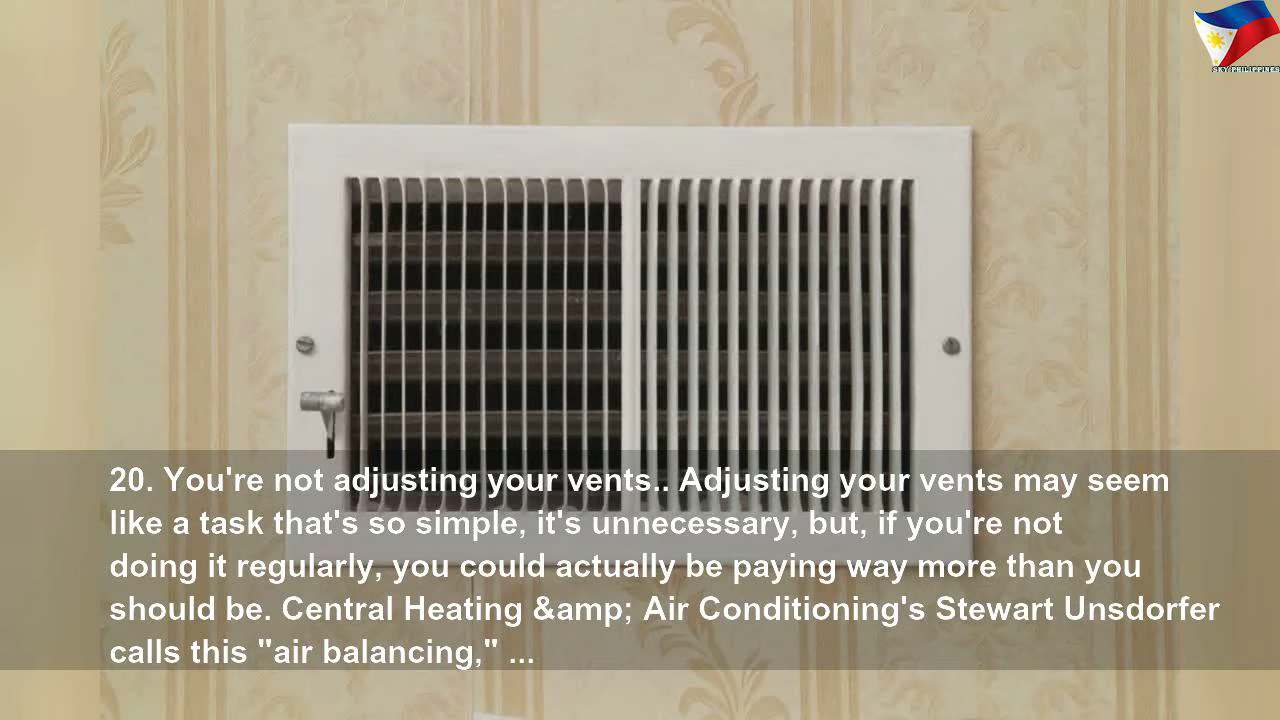 SKY PHILIPPINES
20. You're not adjusting your vents.. Adjusting your vents may seem
like a task that's so simple, it's unnecessary, but, if you're not
doing it regularly, you could actually be paying way more than you
should be. Central Heating &amp; Air Conditioning's Stewart Unsdorfer
calls this "air balancing," ...